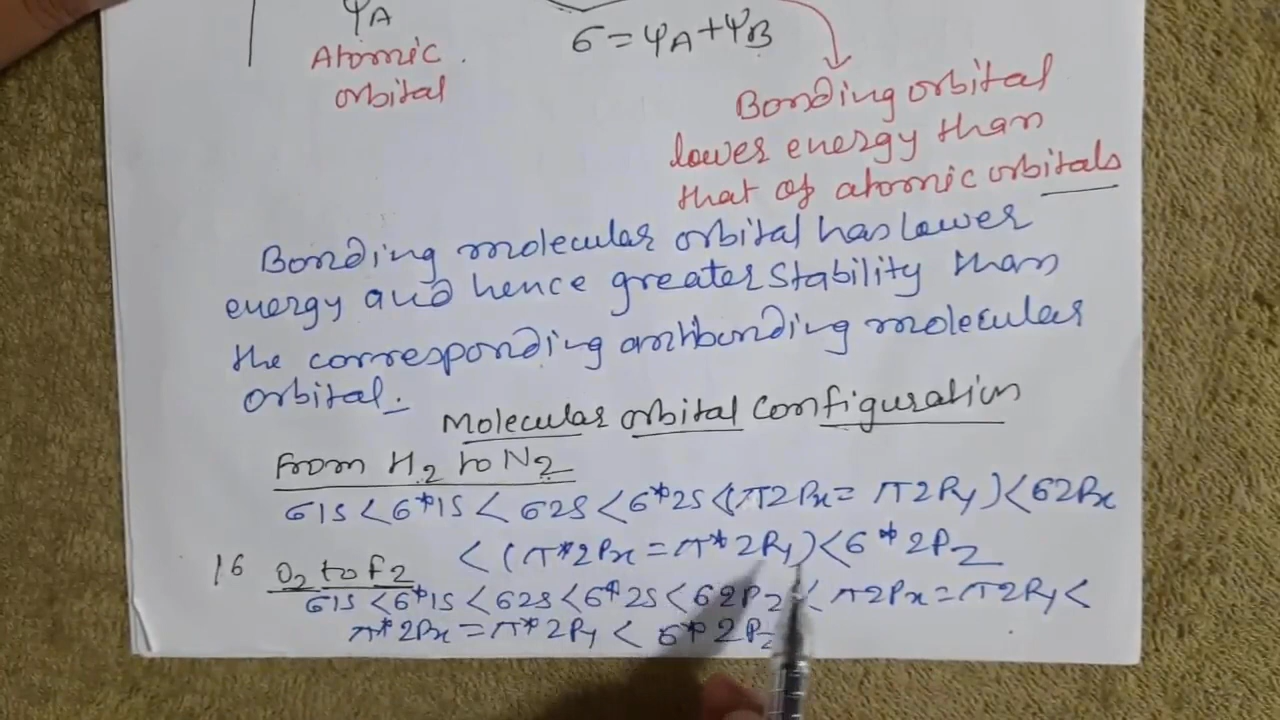 ψA
σ = ψA + ψB
Atomic
orbital
Bonding orbital
lower energy than
that of atomic orbitals
Bonding molecular orbital has lower
energy and hence greater stability than
the corresponding antibonding molecular
orbital.
Molecular orbital configuration
From H2 to N2
σ1s < σ*1s < σ2s < σ*2s < (π2Px = π2Py) < σ2Px
< (π*2Px = π*2Py) < σ*2Pz
16 O2 to F2
σ1s < σ*1s < σ2s < σ*2s < σ2Pz < π2Px = π2Py <
π*2Px = π*2Py < σ*2Pz